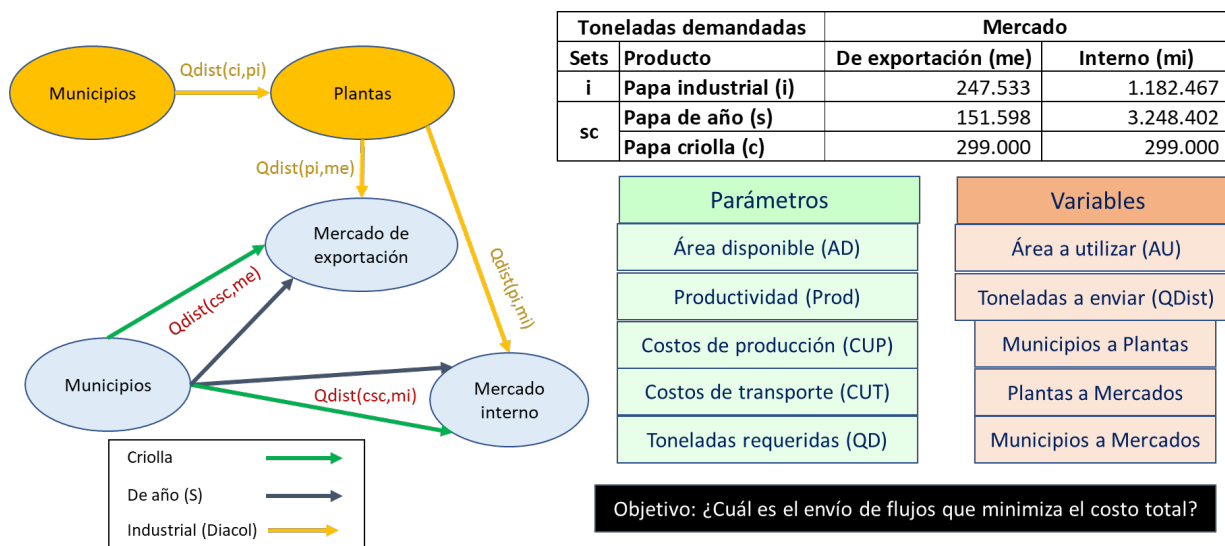 Municipios
Qdist(ci,pi)
Plantas
Qdist(pi,me)
Mercado de
exportación
Qdist(pi,mi)
Qdist(csc,me)
Municipios
Qdist(csc,mi)
Mercado
interno
Criolla
De año (S)
Industrial (Diacol)
Toneladas demandadas Mercado
Sets Producto De exportación (me) Interno (mi)
i Papa industrial (i) 247.533 1.182.467
sc Papa de año (s) 151.598 3.248.402
Papa criolla (c) 299.000 299.000
Parámetros
Área disponible (AD)
Productividad (Prod)
Costos de producción (CUP)
Costos de transporte (CUT)
Toneladas requeridas (QD)
Variables
Área a utilizar (AU)
Toneladas a enviar (QDist)
Municipios a Plantas
Plantas a Mercados
Municipios a Mercados
Objetivo: ¿Cuál es el envío de flujos que minimiza el costo total?